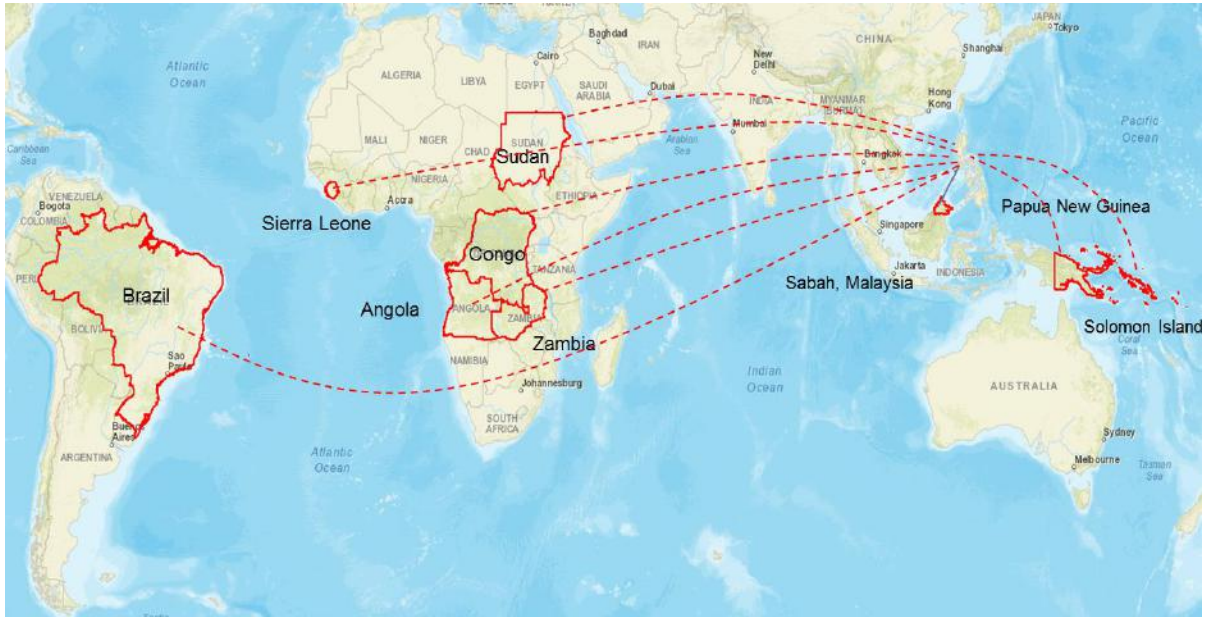 JAPAN
Tokyo
Baghdad
IRAN
CHINA
Shanghai
Cairo
New
Delhi
Atlantic
Ocean
ALGERIA
LIBYA
EGYPT
SAUDI
ARABIA
Dubai
INDIA
MYANMAR
(BURMA)
Hong
Kong
Pacific
Ocean
Caribbean
Sea
MALI
NIGER
CHAD
SUDAN
Sudan
Arabian
Sea
Mumbai
Bangkok
VENEZUELA
Bogota
COLOMBIA
NIGERIA
Accra
ETHIOPIA
Sierra Leone
Singapore
Papua New Guinea
Congo
TANZANIA
Jakarta
INDONESIA
Sabah, Malaysia
Brazil
Angola
ANGOLA
ZAMBIA
Zambia
Solomon Island
Coral
Sea
BOLIVIA
Sao
NAMIBIA
Johannesburg
Indian
Ocean
AUSTRALIA
SOUTH
AFRICA
Aires
ARGENTINA
Atlantic
Ocean
Sydney
Melbourne
Tasman
Sea